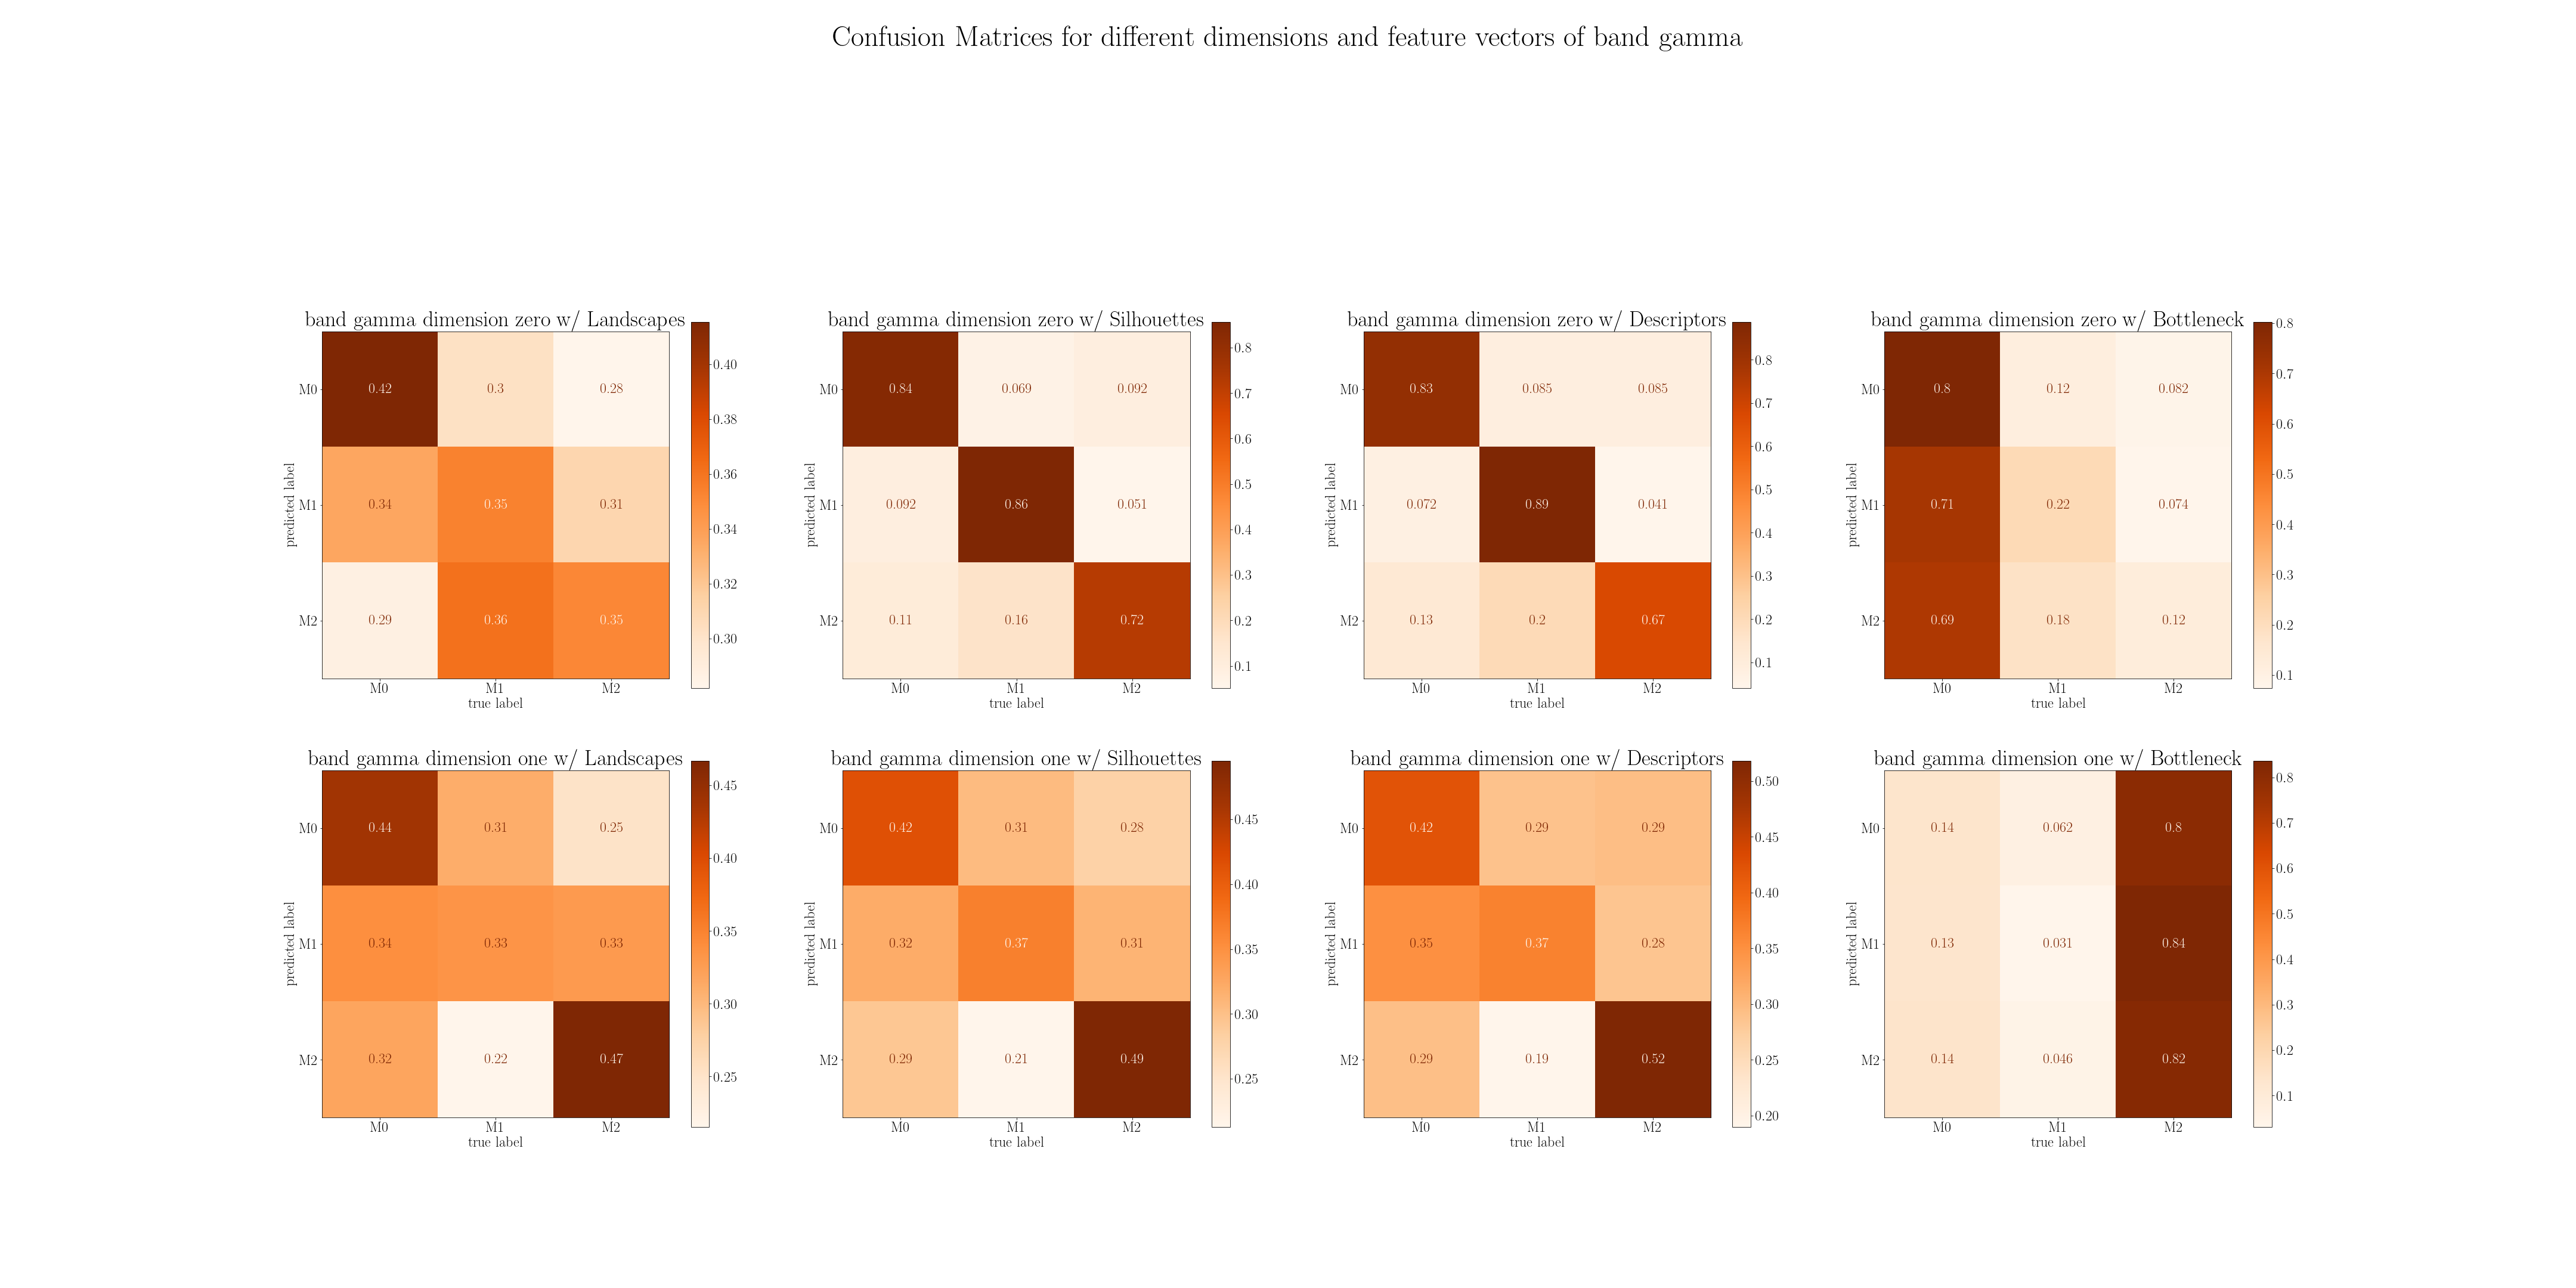 Confusion Matrices for different dimensions and feature vectors of band gamma
band gamma dimension zero w/ Landscapes
predicted label
M0 0.42 0.3 0.28
M1 0.34 0.35 0.31
M2 0.29 0.36 0.35
M0 M1 M2
true label
0.40
0.38
0.36
0.34
0.32
0.30
band gamma dimension zero w/ Silhouettes
predicted label
M0 0.84 0.069 0.092
M1 0.092 0.86 0.051
M2 0.11 0.16 0.72
M0 M1 M2
true label
0.8
0.7
0.6
0.5
0.4
0.3
0.2
0.1
band gamma dimension zero w/ Descriptors
predicted label
M0 0.83 0.085 0.085
M1 0.072 0.89 0.041
M2 0.13 0.2 0.67
M0 M1 M2
true label
0.8
0.7
0.6
0.5
0.4
0.3
0.2
0.1
band gamma dimension zero w/ Bottleneck
predicted label
M0 0.8 0.12 0.082
M1 0.71 0.22 0.074
M2 0.69 0.18 0.12
M0 M1 M2
true label
0.8
0.7
0.6
0.5
0.4
0.3
0.2
0.1
band gamma dimension one w/ Landscapes
predicted label
M0 0.44 0.31 0.25
M1 0.34 0.33 0.33
M2 0.32 0.22 0.47
M0 M1 M2
true label
0.45
0.40
0.35
0.30
0.25
band gamma dimension one w/ Silhouettes
predicted label
M0 0.42 0.31 0.28
M1 0.32 0.37 0.31
M2 0.29 0.21 0.49
M0 M1 M2
true label
0.45
0.40
0.35
0.30
0.25
band gamma dimension one w/ Descriptors
predicted label
M0 0.42 0.29 0.29
M1 0.35 0.37 0.28
M2 0.29 0.19 0.52
M0 M1 M2
true label
0.50
0.45
0.40
0.35
0.30
0.25
0.20
band gamma dimension one w/ Bottleneck
predicted label
M0 0.14 0.062 0.8
M1 0.13 0.031 0.84
M2 0.14 0.046 0.82
M0 M1 M2
true label
0.8
0.7
0.6
0.5
0.4
0.3
0.2
0.1